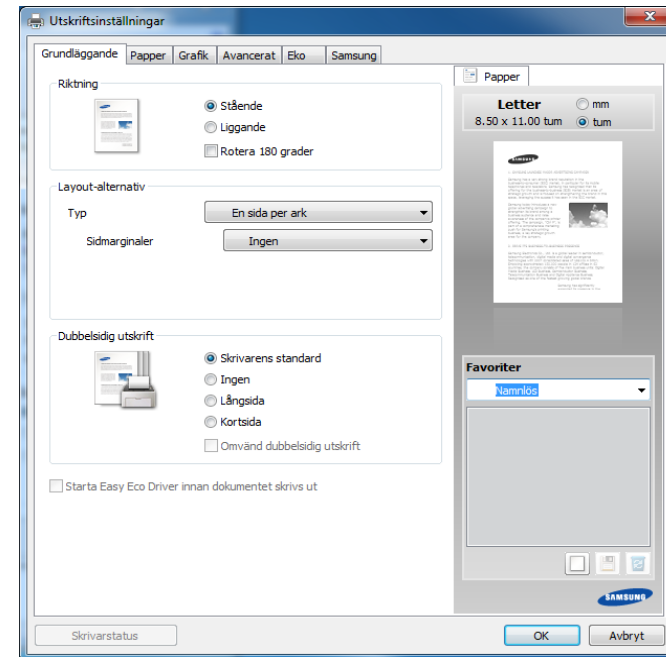 Utskriftsinställningar
Grundläggande Papper Grafik Avancerat Eko Samsung
Riktning
Stående
Liggande
Rotera 180 grader
Layout-alternativ
Typ En sida per ark
Sidmarginaler Ingen
Dubbelsidig utskrift
Skrivarens standard
Ingen
Långsida
Kortsida
Omvänd dubbelsidig utskrift
Starta Easy Eco Driver innan dokumentet skrivs ut
Papper
Letter mm
8.50 x 11.00 tum tum
Favoriter
Namnlös
SAMSUNG
Skrivarstatus OK Avbryt